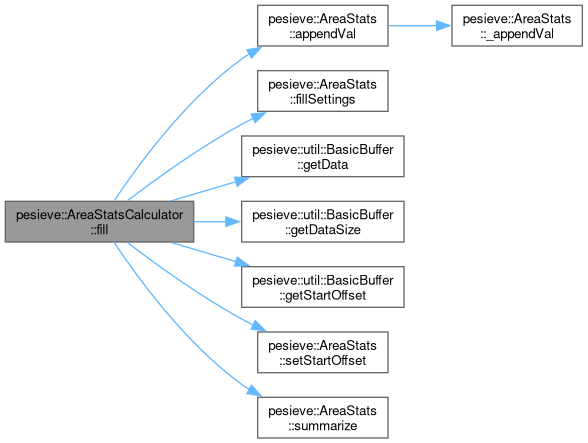 pesieve::AreaStatsCalculator
::fill
pesieve::AreaStats
::appendVal
pesieve::AreaStats
::_appendVal
pesieve::AreaStats
::fillSettings
pesieve::util::BasicBuffer
::getData
pesieve::util::BasicBuffer
::getDataSize
pesieve::util::BasicBuffer
::getStartOffset
pesieve::AreaStats
::setStartOffset
pesieve::AreaStats
::summarize